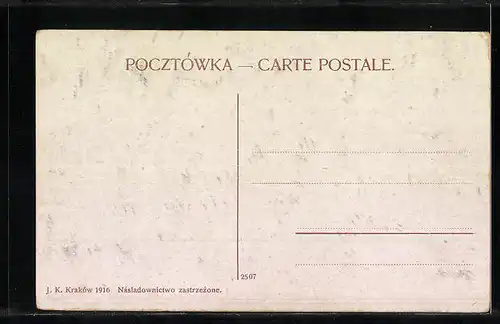 POCZTÓWKA — CARTE POSTALE.
2507
J. K. Kraków 1916 Naśladownictwo zastrzeżone.